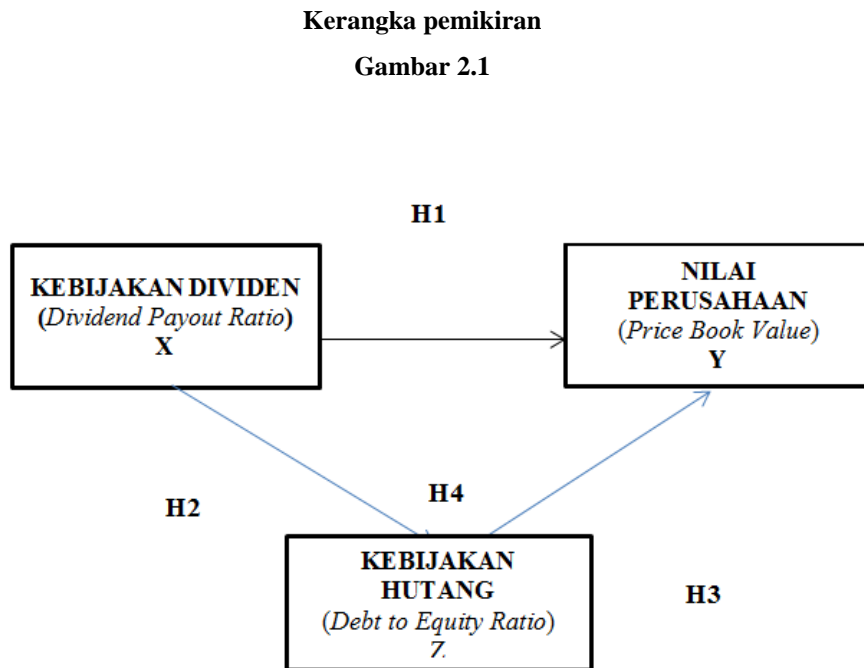 Kerangka pemikiran
Gambar 2.1
H1
KEBIJAKAN DIVIDEN
(Dividend Payout Ratio)
X
NILAI
PERUSAHAAN
(Price Book Value)
Y
H2
H4
KEBIJAKAN
HUTANG
(Debt to Equity Ratio)
Z
H3